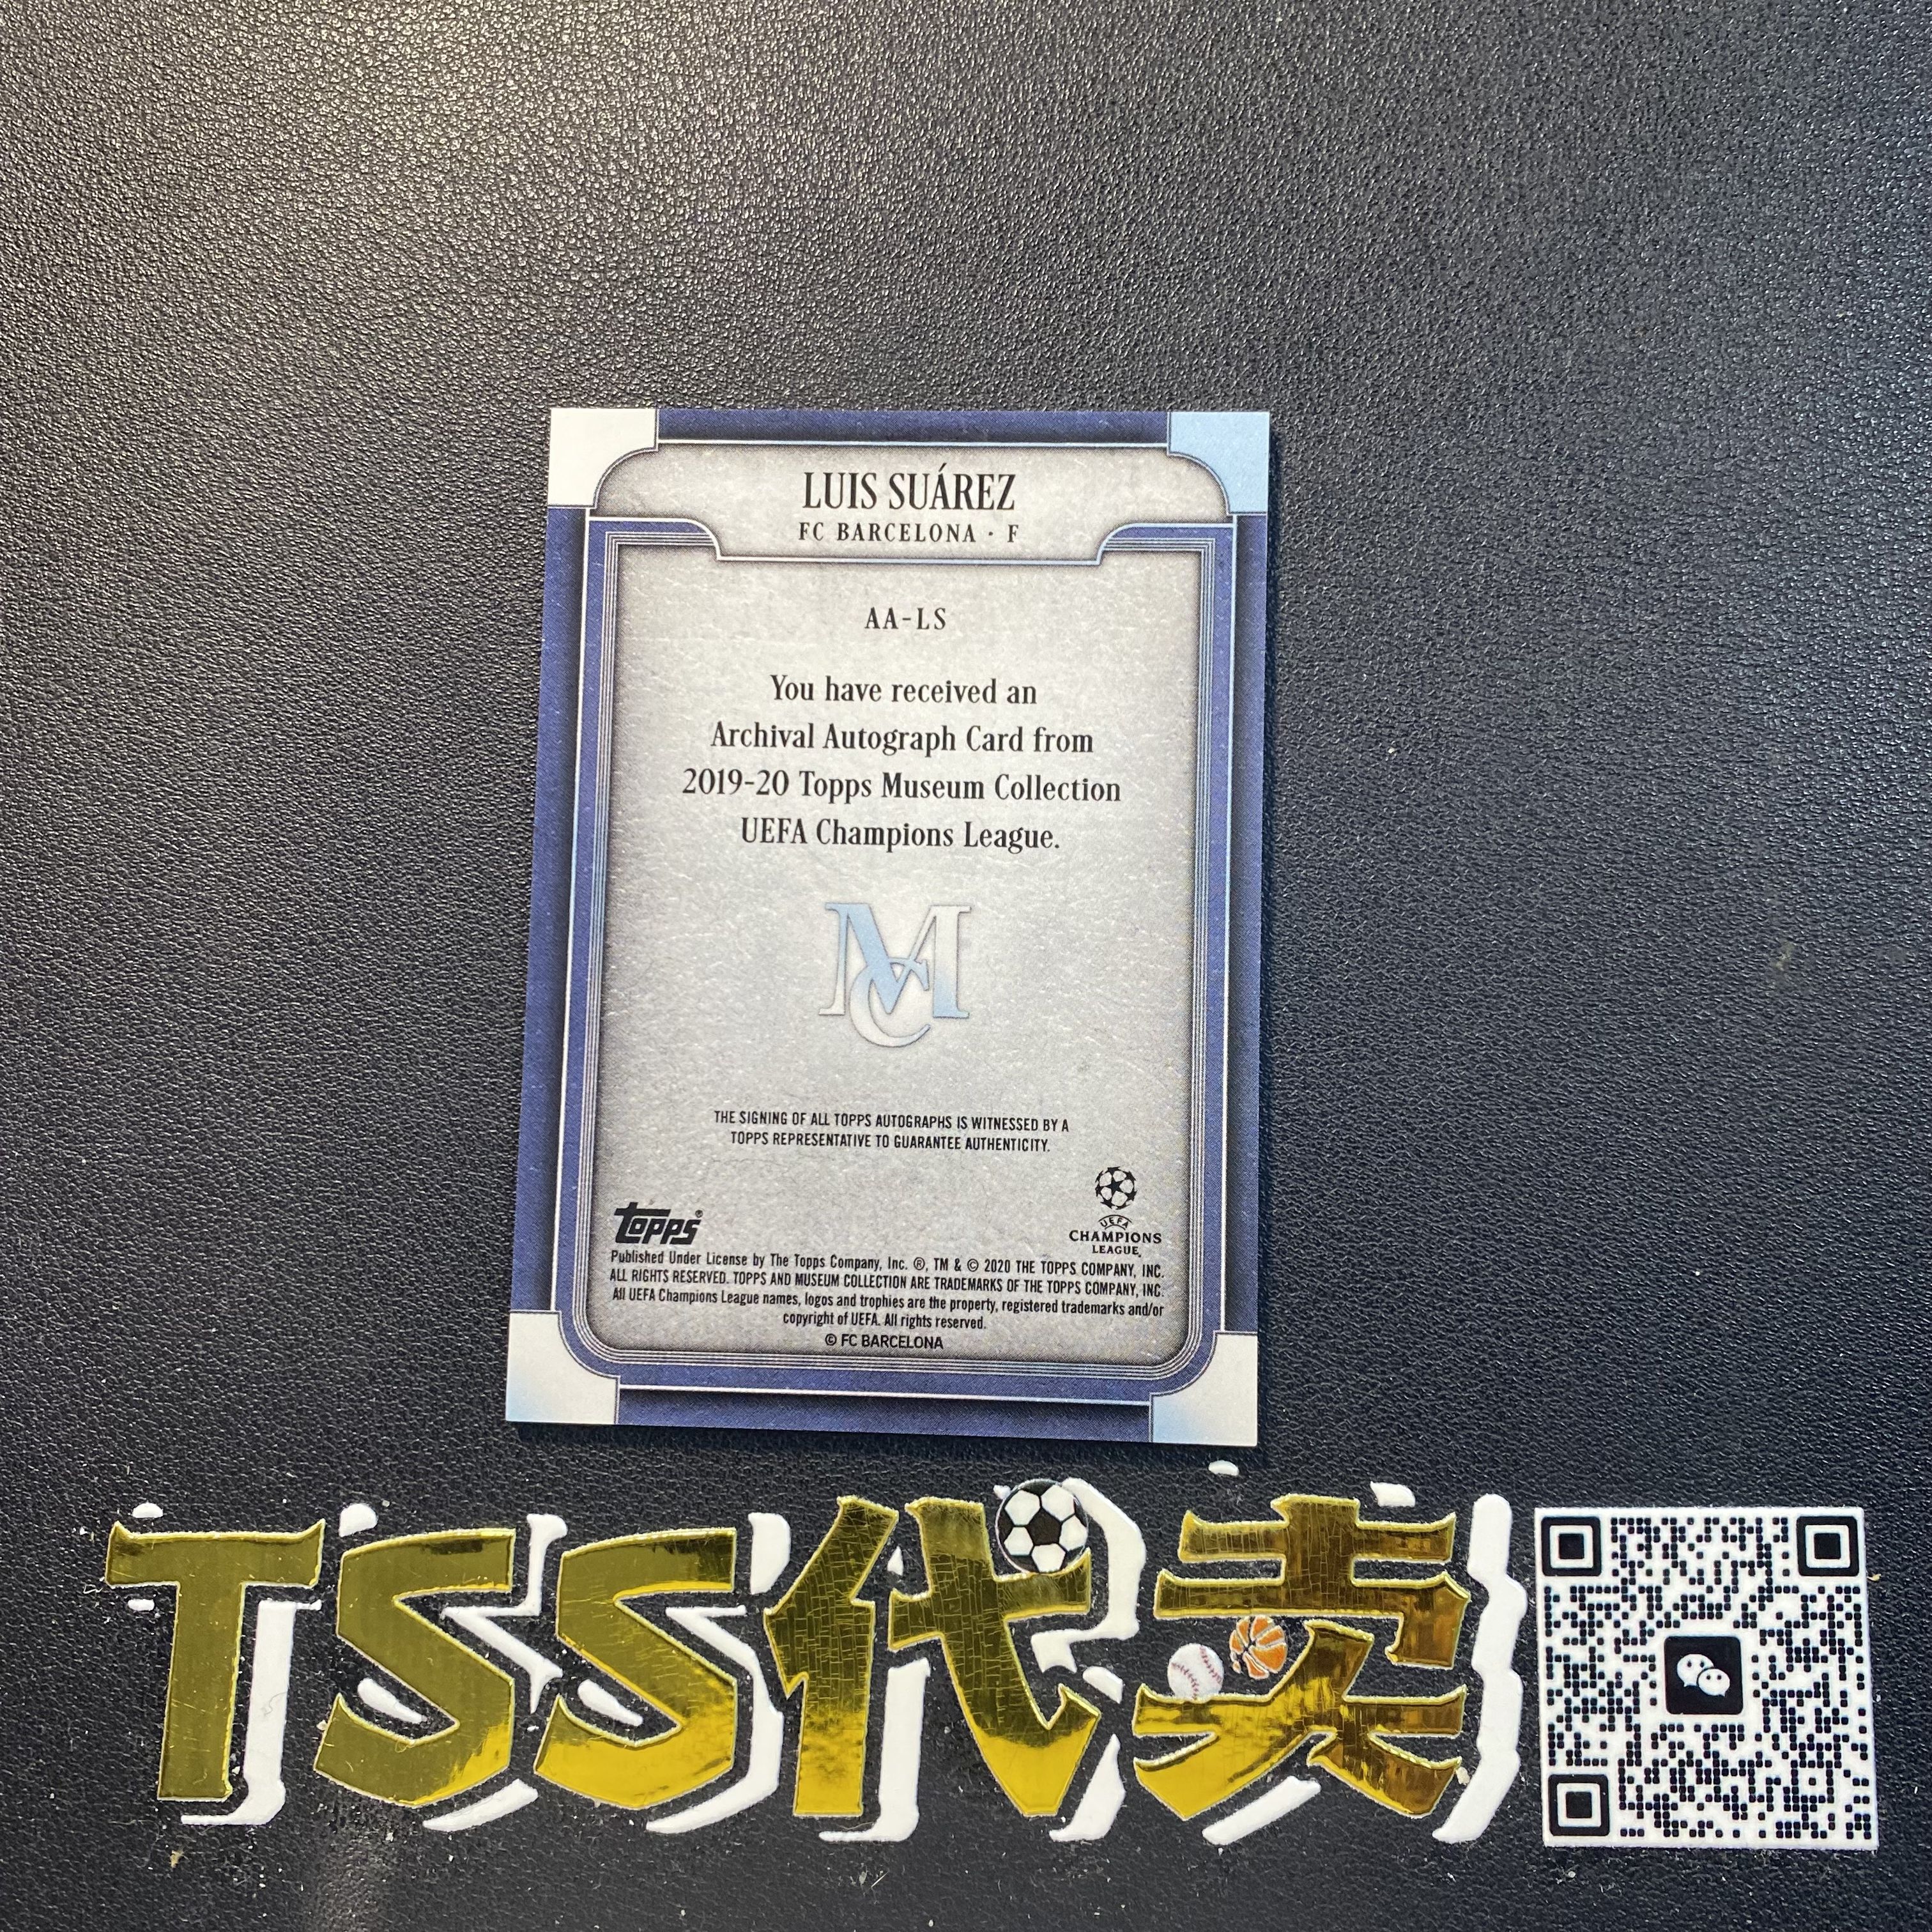 LUIS SUÁREZ
FC BARCELONA · F
AA-LS
You have received an
Archival Autograph Card from
2019-20 Topps Museum Collection
UEFA Champions League.
MC
THE SIGNING OF ALL TOPPS AUTOGRAPHS IS WITNESSED BY A
TOPPS REPRESENTATIVE TO GUARANTEE AUTHENTICITY.
UEFA
CHAMPIONS
LEAGUE
topps®
Published Under License by The Topps Company, Inc. ®, TM & © 2020 THE TOPPS COMPANY, INC.
ALL RIGHTS RESERVED. TOPPS AND MUSEUM COLLECTION ARE TRADEMARKS OF THE TOPPS COMPANY, INC.
All UEFA Champions League names, logos and trophies are the property, registered trademarks and/or
copyright of UEFA. All rights reserved.
© FC BARCELONA
TSS代卖